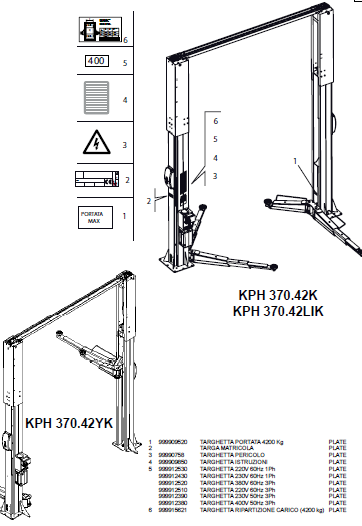 6
400
5
4
3
2
PORTATA
MAX
1
6
5
4
3
2
1
KPH 370.42K
KPH 370.42LIK
KPH 370.42YK
1 999909520 TARGHETTA PORTATA 4200 Kg PLATE
2 TARGA MATRICOLA PLATE
3 99990758 TARGHETTA PERICOLO PLATE
4 999909850 TARGHETTA ISTRUZIONI PLATE
5 999912530 TARGHETTA 220V 60Hz 1Ph PLATE
999912430 TARGHETTA 230V 60Hz 1Ph PLATE
999912520 TARGHETTA 380V 60Hz 3Ph PLATE
999912510 TARGHETTA 220V 60Hz 3Ph PLATE
999912390 TARGHETTA 230V 50Hz 3Ph PLATE
999912380 TARGHETTA 400V 50Hz 3Ph PLATE
6 999915621 TARGHETTA RIPARTIZIONE CARICO (4200 kg) PLATE